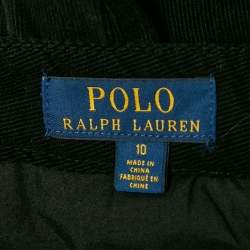 POLO
RALPH LAUREN
10
MADE IN
CHINA
FABRIQUÉ EN
CHINE